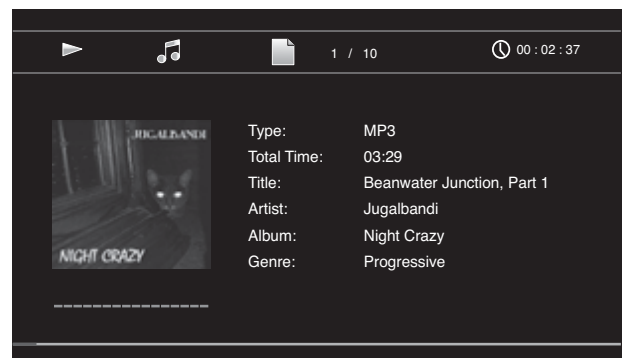 1 / 10 00 : 02 : 37
JUGALBANDI
NIGHT CRAZY
Type: MP3
Total Time: 03:29
Title: Beanwater Junction, Part 1
Artist: Jugalbandi
Album: Night Crazy
Genre: Progressive